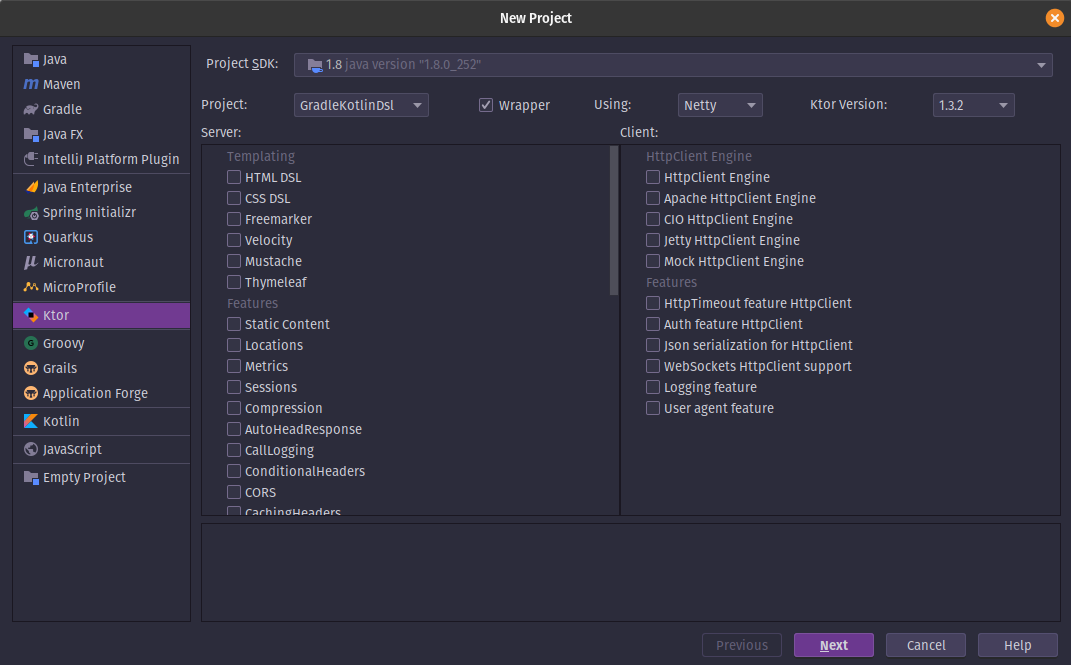 New Project
Java
Maven
Gradle
Java FX
IntelliJ Platform Plugin
Java Enterprise
Spring Initializr
Quarkus
Micronaut
MicroProfile
Ktor
Groovy
Grails
Application Forge
Kotlin
JavaScript
Empty Project
Project SDK: 1.8 java version "1.8.0_252"
Project: GradleKotlinDsl Wrapper Using: Netty Ktor Version: 1.3.2
Server:
Templating
HTML DSL
CSS DSL
Freemarker
Velocity
Mustache
Thymeleaf
Features
Static Content
Locations
Metrics
Sessions
Compression
AutoHeadResponse
CallLogging
ConditionalHeaders
CORS
CachingHeaders
Client:
HttpClient Engine
HttpClient Engine
Apache HttpClient Engine
CIO HttpClient Engine
Jetty HttpClient Engine
Mock HttpClient Engine
Features
HttpTimeout feature HttpClient
Auth feature HttpClient
Json serialization for HttpClient
WebSockets HttpClient support
Logging feature
User agent feature
Previous Next Cancel Help